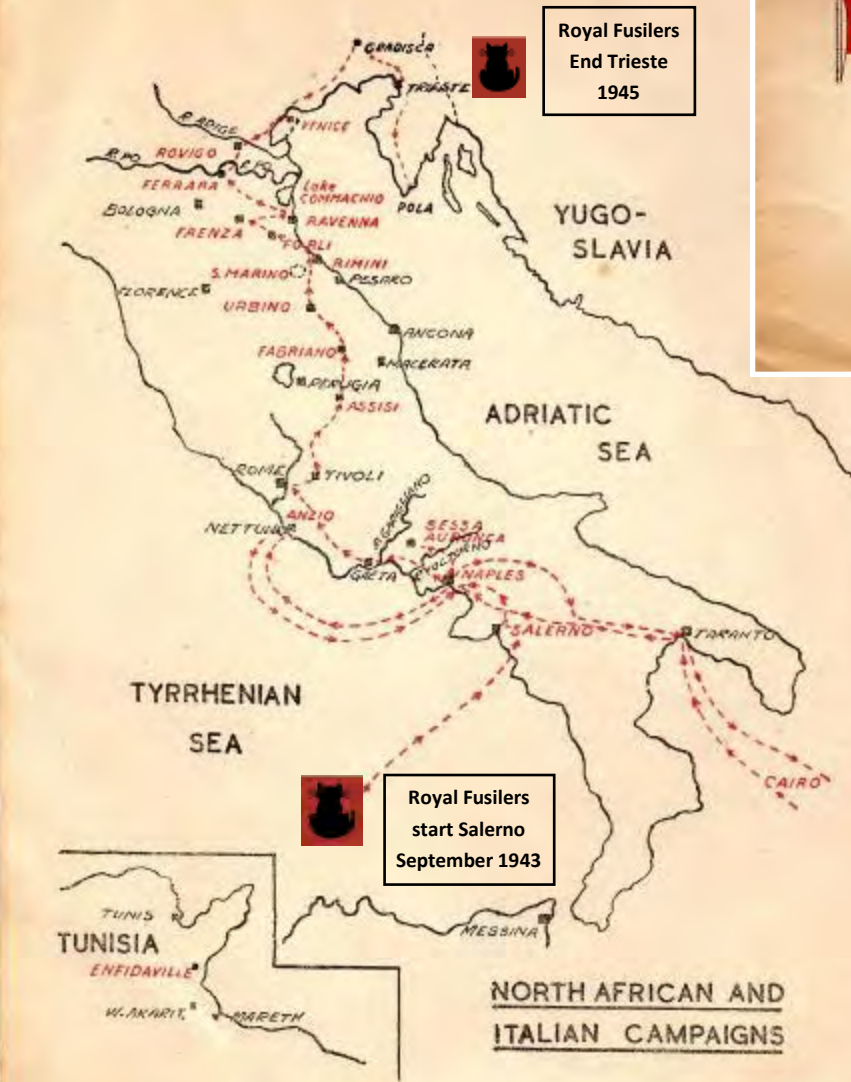 Royal Fusilers
End Trieste
1945
GRADISCA
TRIESTE
VENICE
R. ADIGE
ROVIGO
R. PO
R. PO
FERRARA
Lake
COMMACHIO
BOLOGNA
RAVENNA
POLA
FAENZA
FORLI
YUGO-
SLAVIA
RIMINI
S. MARINO
PESARO
FLORENCE
URBINO
ANCONA
FABRIANO
MACERATA
PERUGIA
ASSISI
ADRIATIC
SEA
ROME
TIVOLI
R. GARIGLIANO
ANZIO
NETTUNO
SESSA
AURUNCA
R. VOLTURNO
GAETA
NAPLES
SALERNO
TARANTO
TYRRHENIAN
SEA
CAIRO
Royal Fusilers
start Salerno
September 1943
TUNIS
TUNISIA
ENFIDAVILLE
W. AKARIT.
MARETH
MESSINA
NORTH AFRICAN AND
ITALIAN CAMPAIGNS